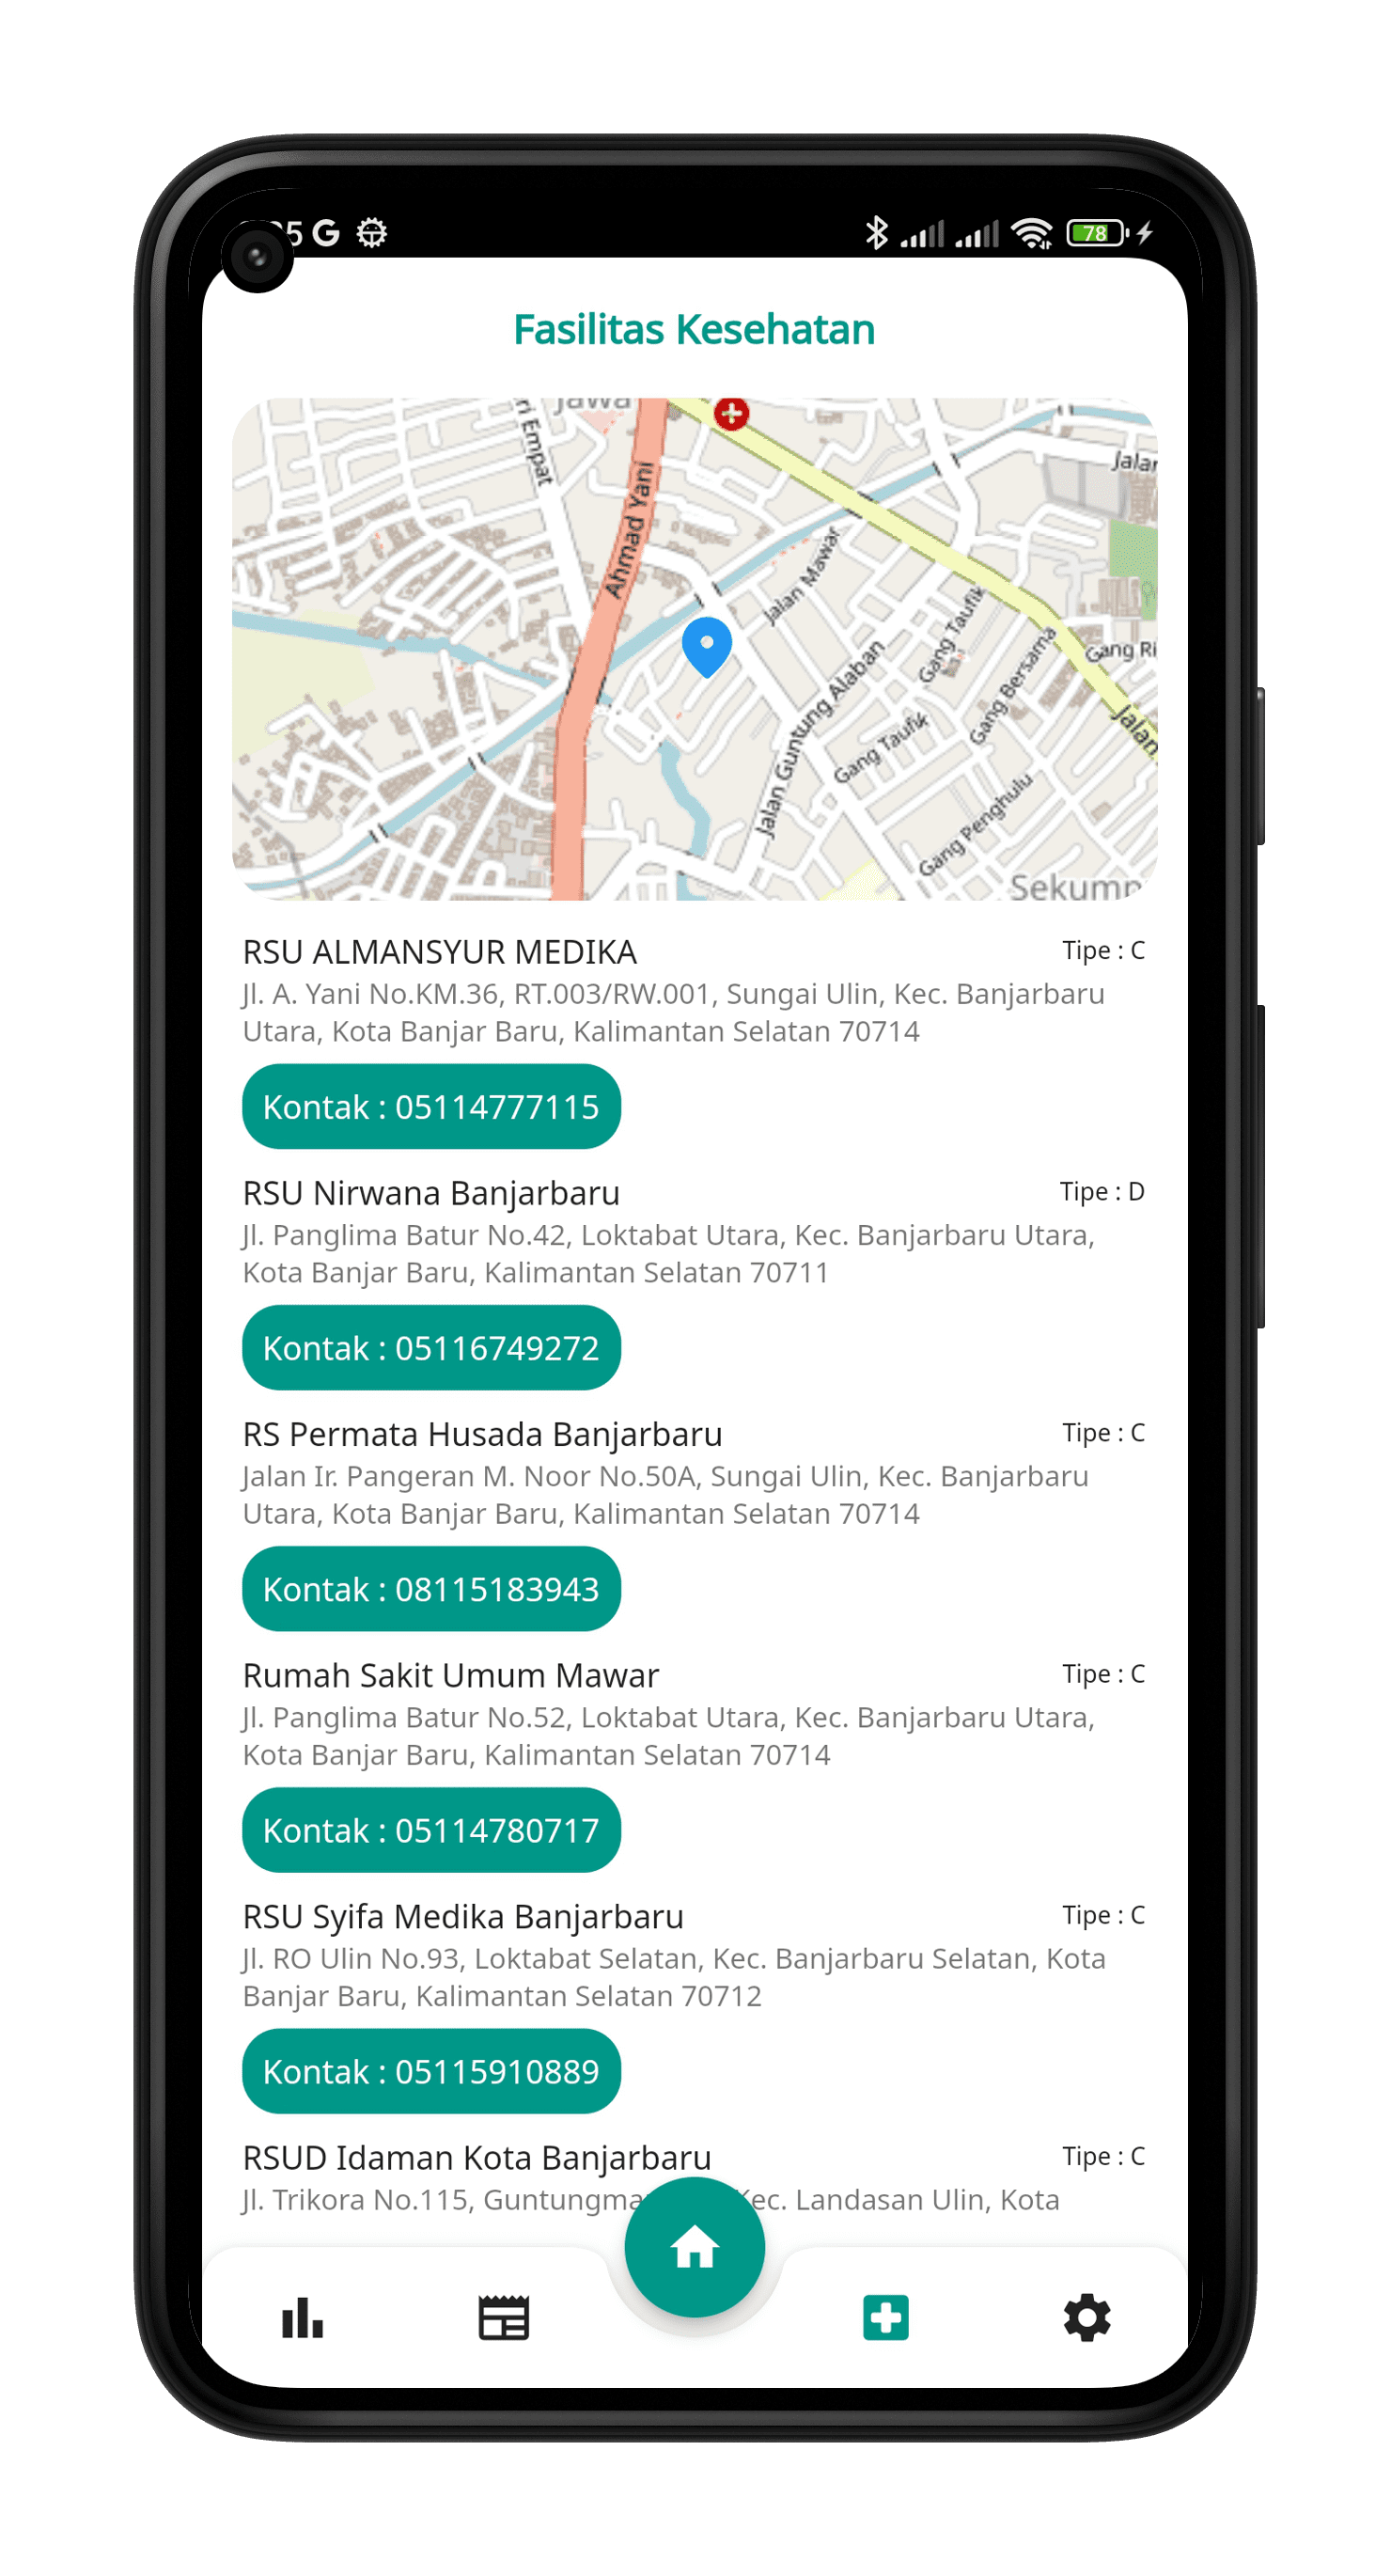 78
Fasilitas Kesehatan
Jawa
ri Empat
Ahmad Yani
Jalan Mawar
Gang Taufik
Gang Bersama
Gang Ri
Jalan
Jalan Guntung Alaban
Gang Taufik
Gang Penghulu
Sekump
RSU ALMANSYUR MEDIKA
Tipe : C
Jl. A. Yani No.KM.36, RT.003/RW.001, Sungai Ulin, Kec. Banjarbaru
Utara, Kota Banjar Baru, Kalimantan Selatan 70714
Kontak : 05114777115
RSU Nirwana Banjarbaru
Tipe : D
Jl. Panglima Batur No.42, Loktabat Utara, Kec. Banjarbaru Utara,
Kota Banjar Baru, Kalimantan Selatan 70711
Kontak : 05116749272
RS Permata Husada Banjarbaru
Tipe : C
Jalan Ir. Pangeran M. Noor No.50A, Sungai Ulin, Kec. Banjarbaru
Utara, Kota Banjar Baru, Kalimantan Selatan 70714
Kontak : 08115183943
Rumah Sakit Umum Mawar
Tipe : C
Jl. Panglima Batur No.52, Loktabat Utara, Kec. Banjarbaru Utara,
Kota Banjar Baru, Kalimantan Selatan 70714
Kontak : 05114780717
RSU Syifa Medika Banjarbaru
Tipe : C
Jl. RO Ulin No.93, Loktabat Selatan, Kec. Banjarbaru Selatan, Kota
Banjar Baru, Kalimantan Selatan 70712
Kontak : 05115910889
RSUD Idaman Kota Banjarbaru
Tipe : C
Jl. Trikora No.115, Guntungma Kec. Landasan Ulin, Kota